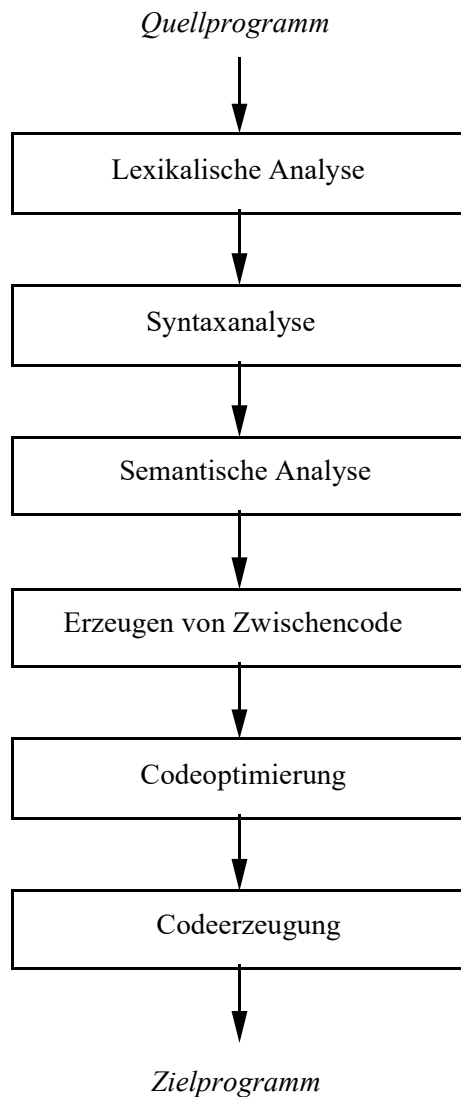 Quellprogramm
Lexikalische Analyse
Syntaxanalyse
Semantische Analyse
Erzeugen von Zwischencode
Codeoptimierung
Codeerzeugung
Zielprogramm